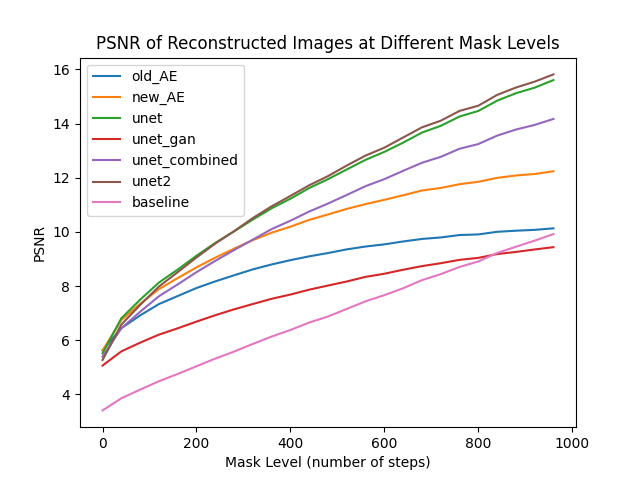 PSNR of Reconstructed Images at Different Mask Levels
old_AE
new_AE
unet
unet_gan
unet_combined
unet2
baseline
16
14
12
10
8
6
4
PSNR
0 200 400 600 800 1000
Mask Level (number of steps)